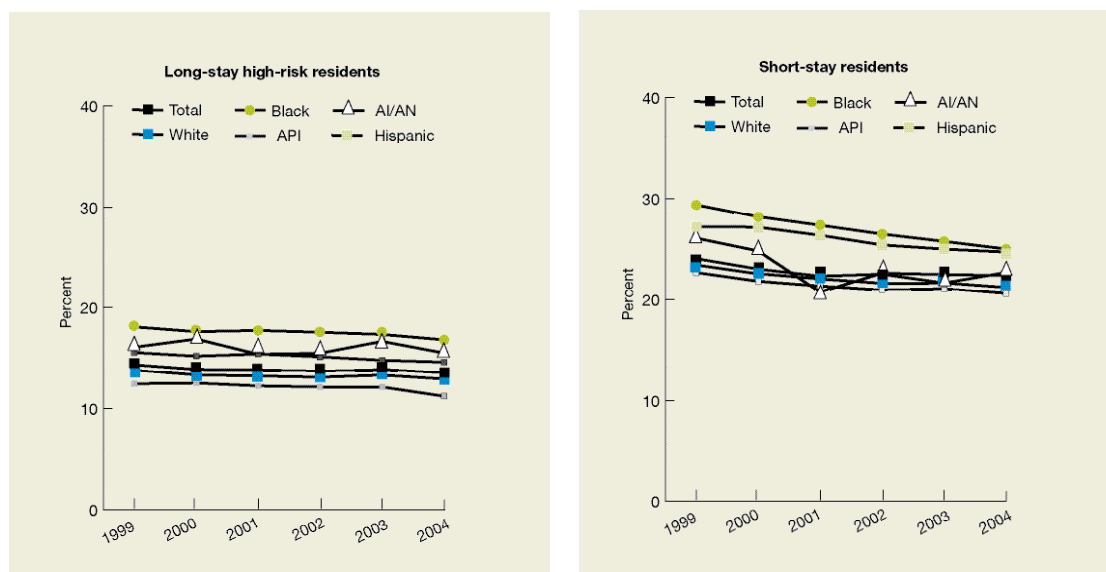 Long-stay high-risk residents
40
Total
Black
AI/AN
White
API
Hispanic
30
20
10
0
Percent
1999
2000
2001
2002
2003
2004
Short-stay residents
40
Total
Black
AI/AN
White
API
Hispanic
30
20
10
0
Percent
1999
2000
2001
2002
2003
2004